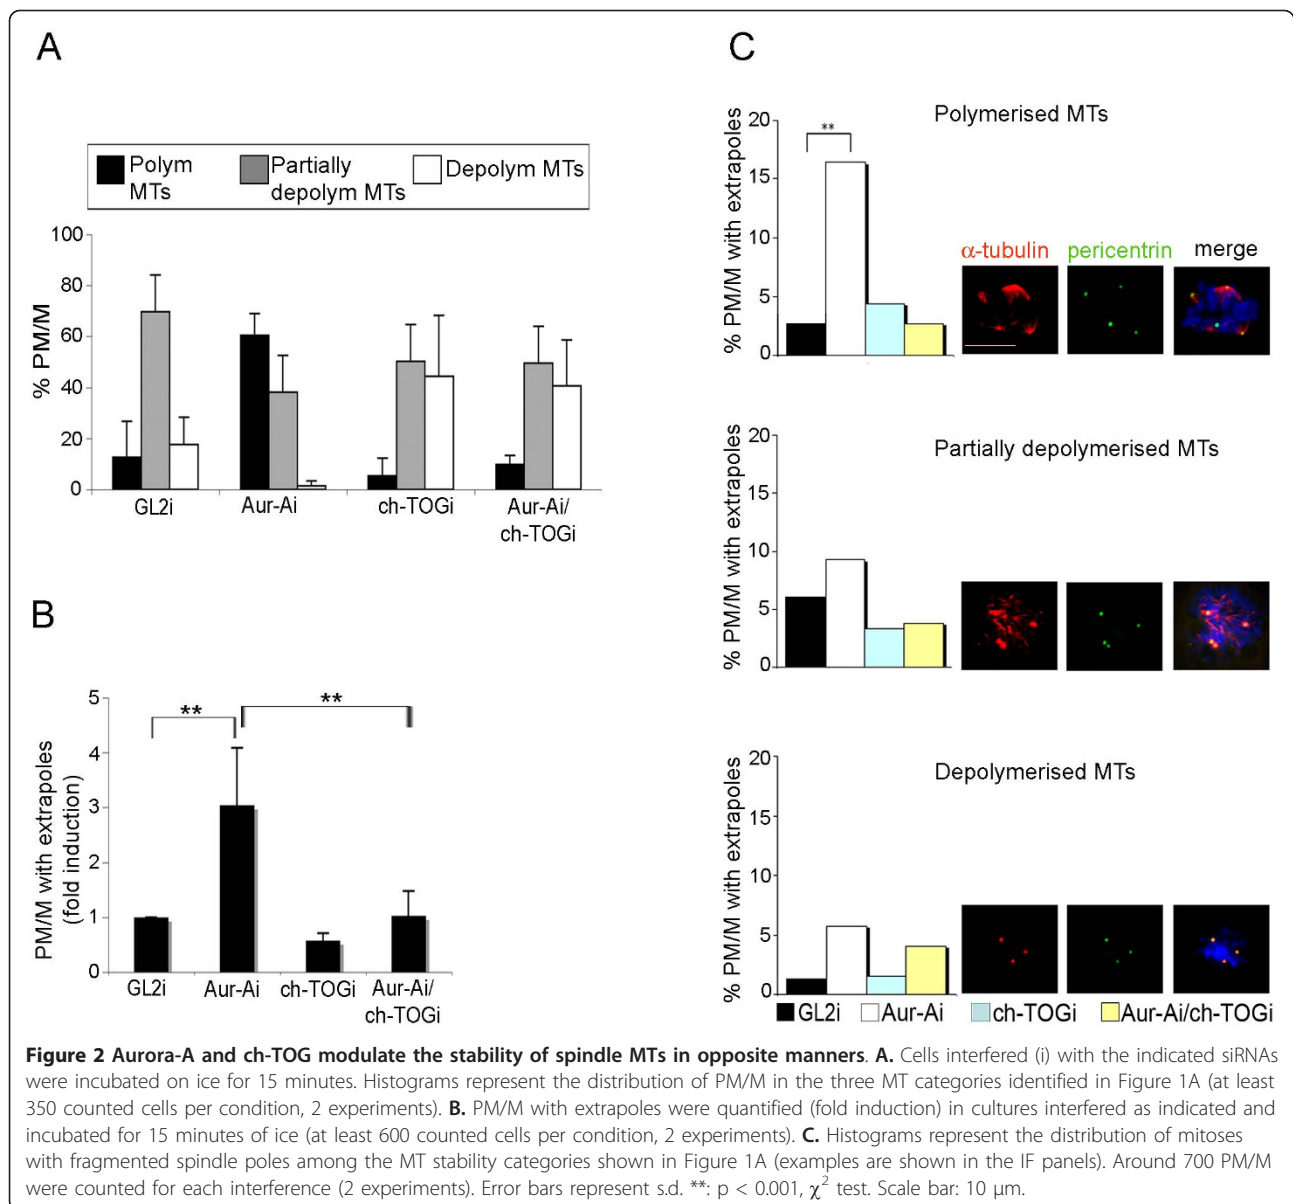 A
Polym MTs
Partially depolym MTs
Depolym MTs
% PM/M
100
80
60
40
20
0
GL2i
Aur-Ai
ch-TOGi
Aur-Ai/
ch-TOGi
B
PM/M with extrapoles
(fold induction)
5
4
3
2
1
0
**
**
GL2i
Aur-Ai
ch-TOGi
Aur-Ai/
ch-TOGi
C
Polymerised MTs
% PM/M with extrapoles
20
15
10
5
0
**
α-tubulin
pericentrin
merge
Partially depolymerised MTs
% PM/M with extrapoles
20
15
10
5
0
Depolymerised MTs
% PM/M with extrapoles
20
15
10
5
0
GL2i
Aur-Ai
ch-TOGi
Aur-Ai/ch-TOGi
Figure 2 Aurora-A and ch-TOG modulate the stability of spindle MTs in opposite manners. A. Cells interfered (i) with the indicated siRNAs
were incubated on ice for 15 minutes. Histograms represent the distribution of PM/M in the three MT categories identified in Figure 1A (at least
350 counted cells per condition, 2 experiments). B. PM/M with extrapoles were quantified (fold induction) in cultures interfered as indicated and
incubated for 15 minutes of ice (at least 600 counted cells per condition, 2 experiments). C. Histograms represent the distribution of mitoses
with fragmented spindle poles among the MT stability categories shown in Figure 1A (examples are shown in the IF panels). Around 700 PM/M
were counted for each interference (2 experiments). Error bars represent s.d. **: p < 0.001, χ² test. Scale bar: 10 μm.